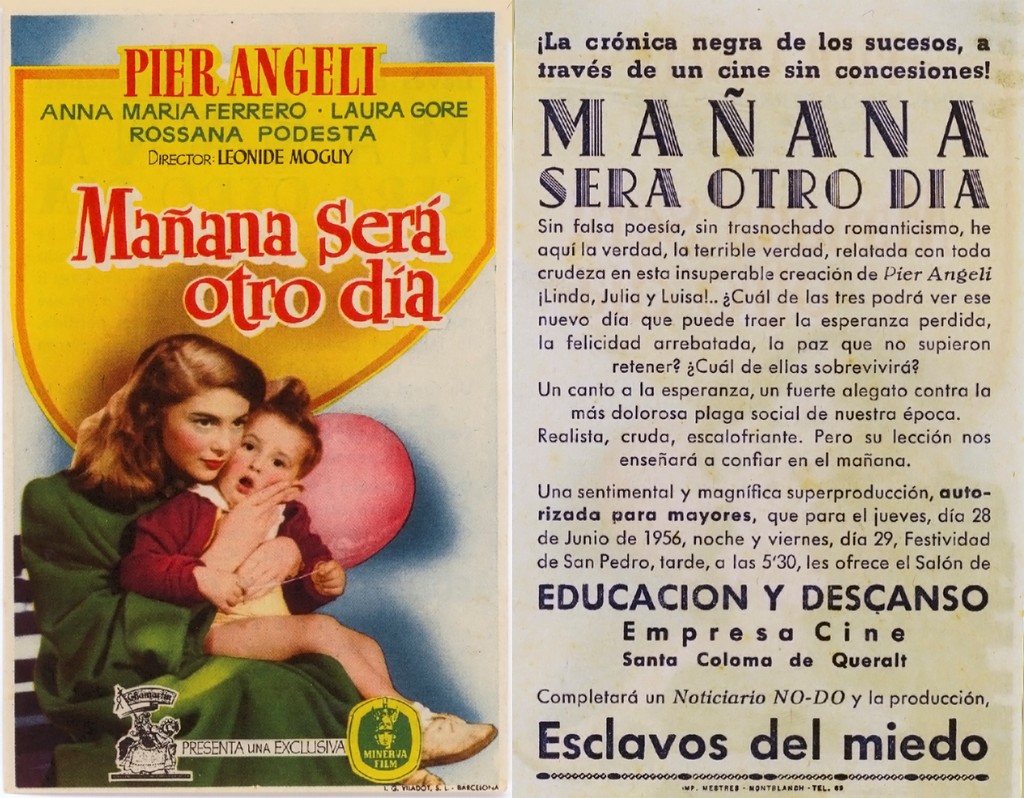 PIER ANGELI
ANNA MARIA FERRERO · LAURA GORE
ROSSANA PODESTA
DIRECTOR: LEONIDE MOGUY
Mañana Será
otro día
PRESENTA UNA EXCLUSIVA
MINERVA
FILM
I. G. VILADOT, S. L. - BARCELONA
¡La crónica negra de los sucesos, a
través de un cine sin concesiones!
MAÑANA
SERA OTRO DIA
Sin falsa poesía, sin trasnochado romanticismo, he
aquí la verdad, la terrible verdad, relatada con toda
crudeza en esta insuperable creación de Pier Angeli
¡Linda, Julia y Luisa!.. ¿Cuál de las tres podrá ver ese
nuevo día que puede traer la esperanza perdida,
la felicidad arrebatada, la paz que no supieron
retener? ¿Cuál de ellas sobrevivirá?
Un canto a la esperanza, un fuerte alegato contra la
más dolorosa plaga social de nuestra época.
Realista, cruda, escalofriante. Pero su lección nos
enseñará a confiar en el mañana.
Una sentimental y magnífica superproducción, auto-
rizada para mayores, que para el jueves, día 28
de Junio de 1956, noche y viernes, día 29, Festividad
de San Pedro, tarde, a las 5'30, les ofrece el Salón de
EDUCACION Y DESCANSO
Empresa Cine
Santa Coloma de Queralt
Completará un Noticiario NO-DO y la producción,
Esclavos del miedo
IMP. MESTRES - MONTBLANCH - TEL. 69